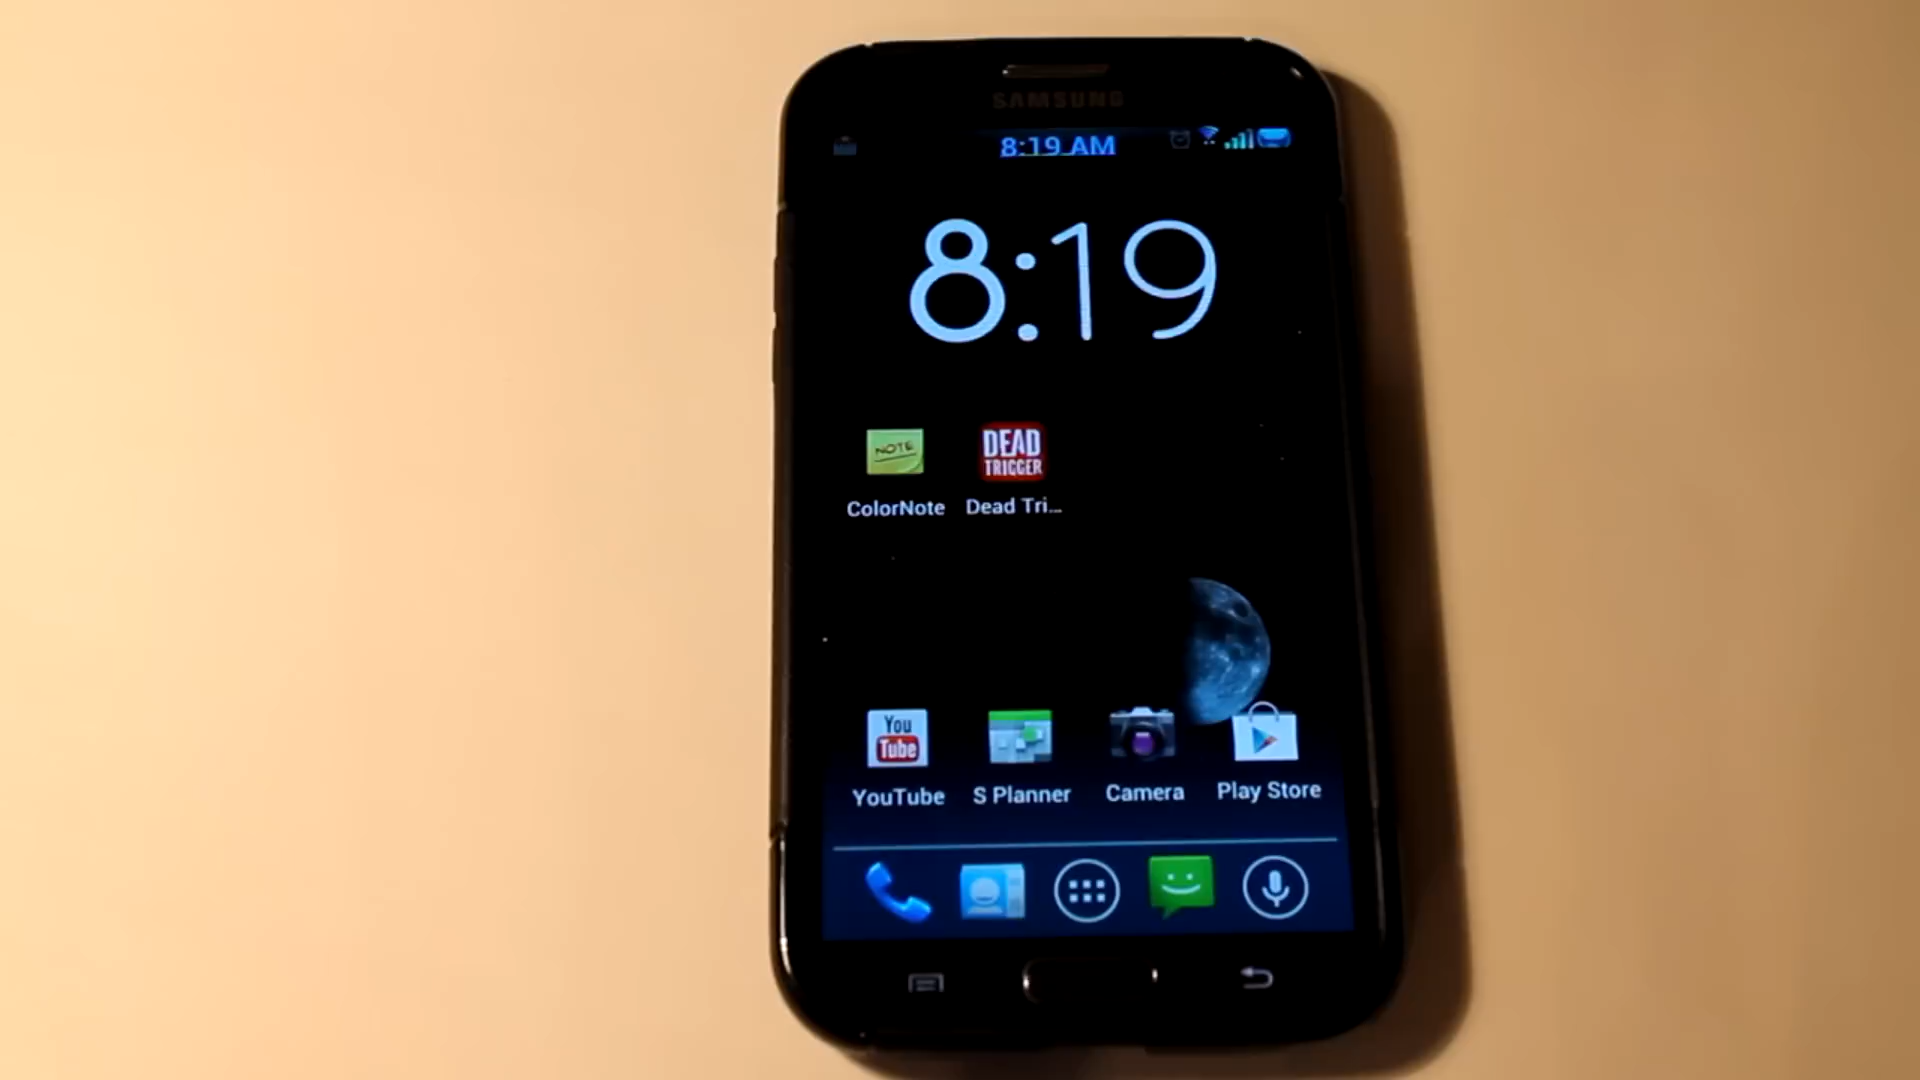 SAMSUNG
8:19 AM
8:19
NOTE
DEAD
TRIGGER
ColorNote Dead Tri...
You
Tube
YouTube S Planner Camera Play Store